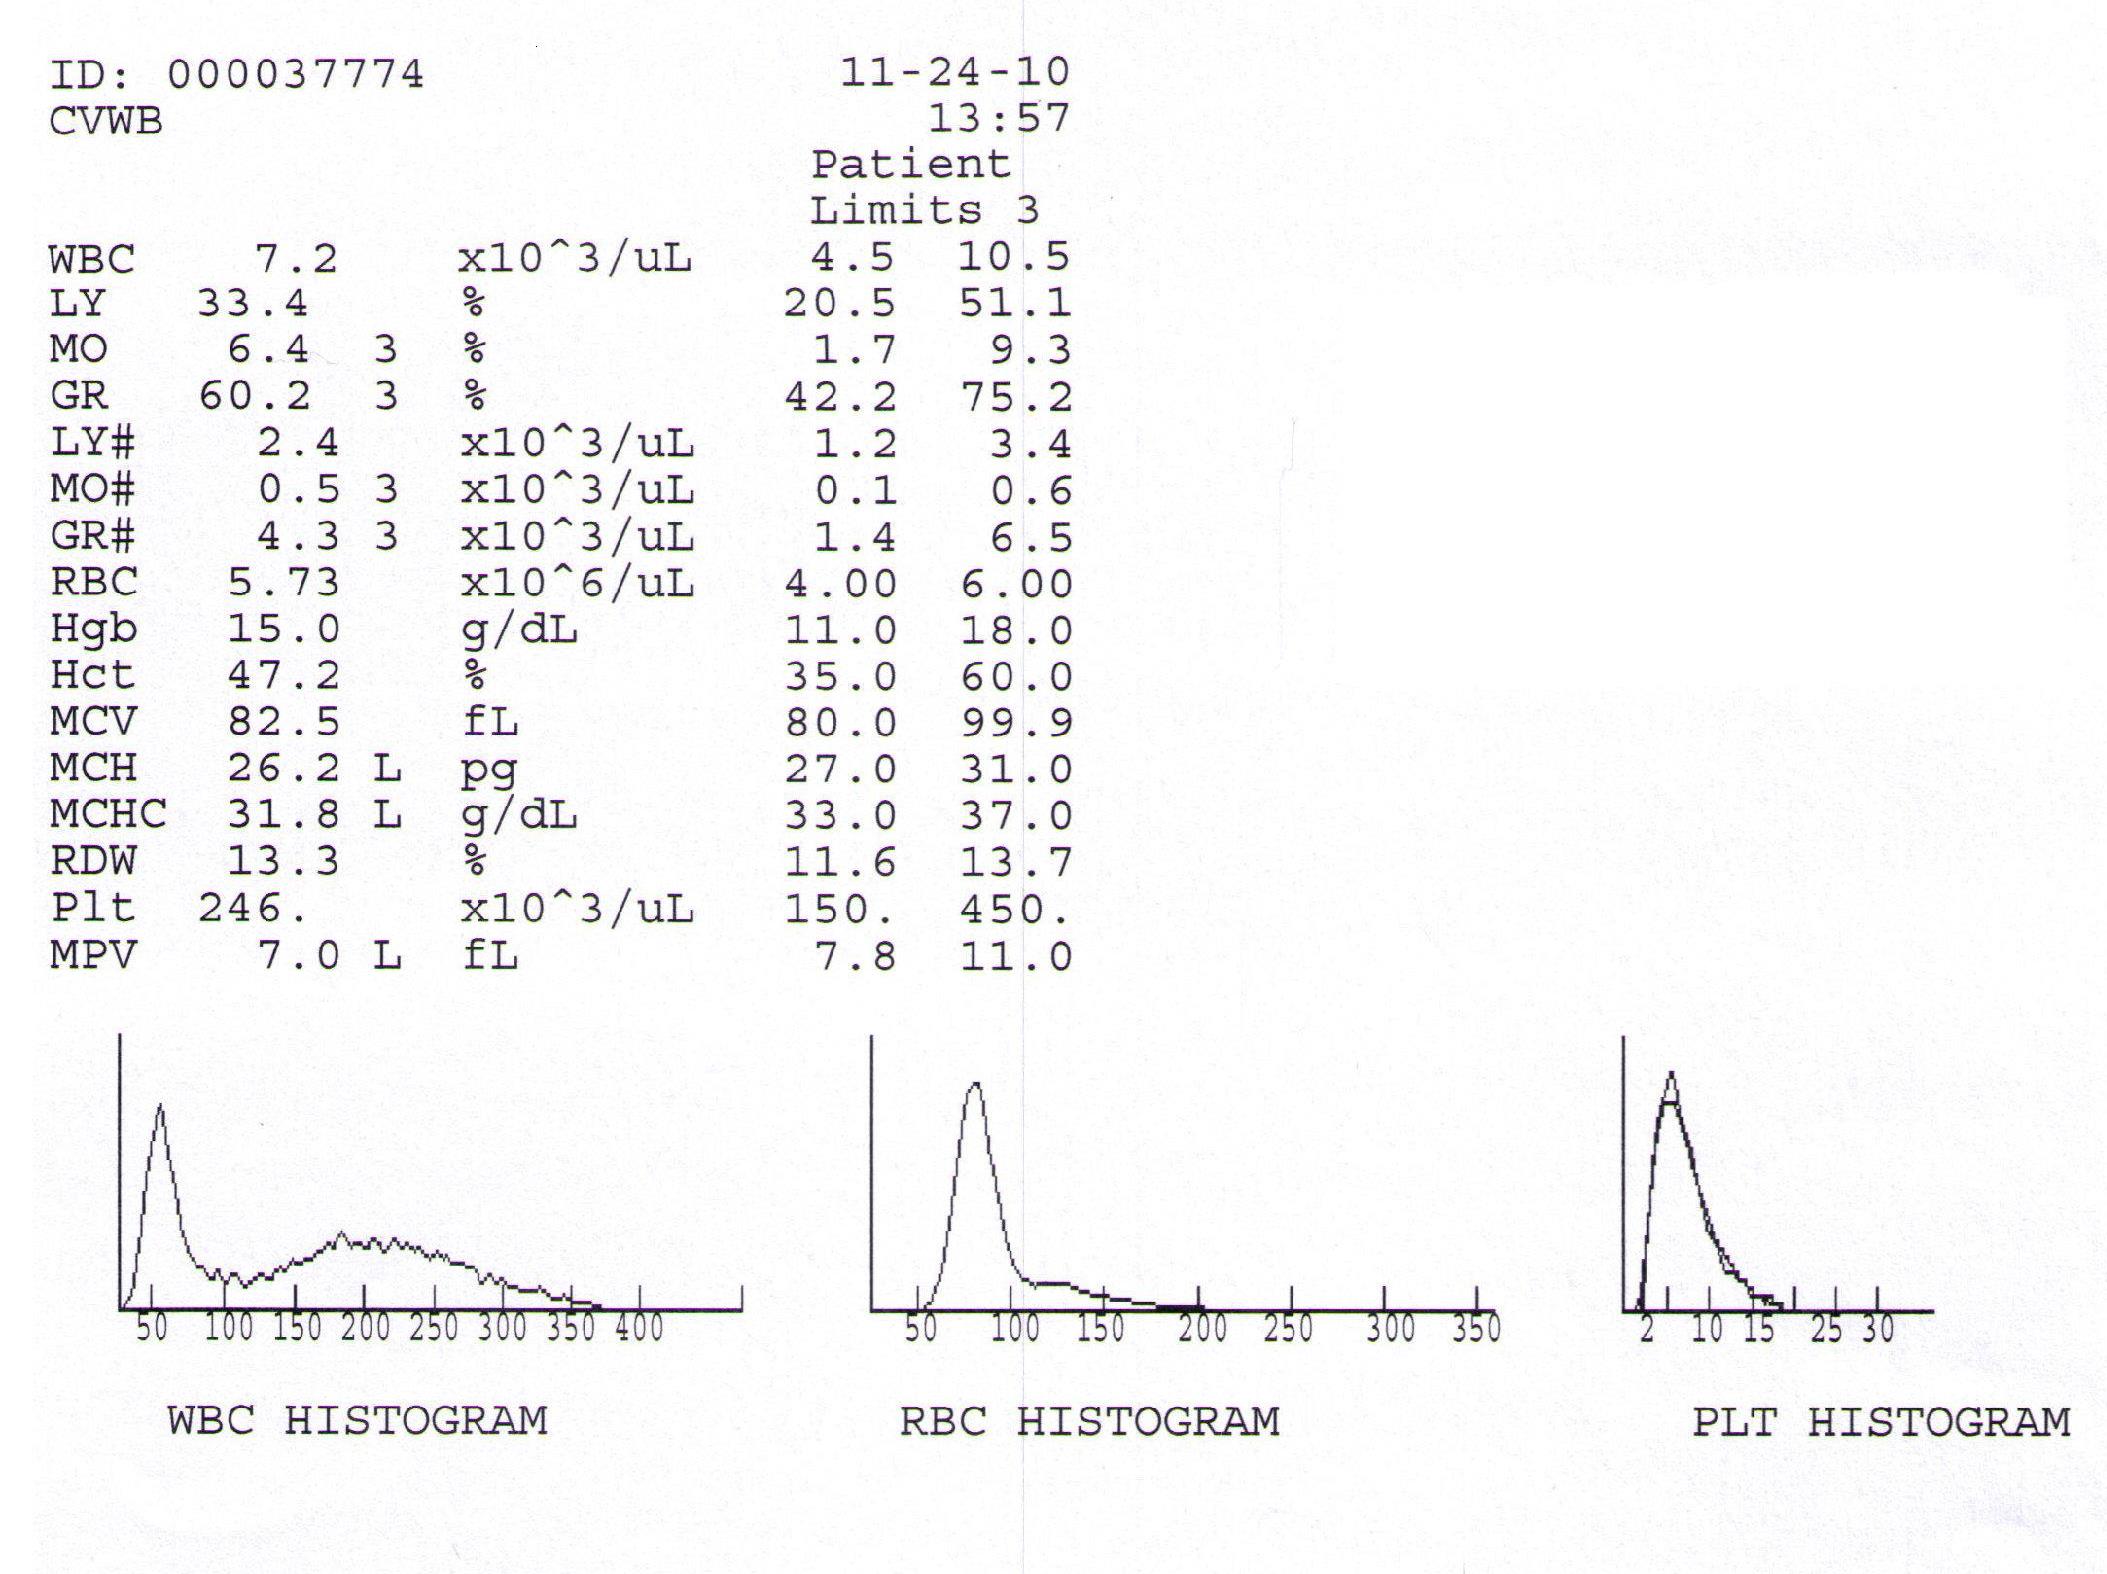 ID: 000037774 11-24-10
CVWB 13:57
Patient
Limits 3
WBC 7.2 x10^3/uL 4.5 10.5
LY 33.4 % 20.5 51.1
MO 6.4 3 % 1.7 9.3
GR 60.2 3 % 42.2 75.2
LY# 2.4 x10^3/uL 1.2 3.4
MO# 0.5 3 x10^3/uL 0.1 0.6
GR# 4.3 3 x10^3/uL 1.4 6.5
RBC 5.73 x10^6/uL 4.00 6.00
Hgb 15.0 g/dL 11.0 18.0
Hct 47.2 % 35.0 60.0
MCV 82.5 fL 80.0 99.9
MCH 26.2 L pg 27.0 31.0
MCHC 31.8 L g/dL 33.0 37.0
RDW 13.3 % 11.6 13.7
Plt 246. x10^3/uL 150. 450.
MPV 7.0 L fL 7.8 11.0
50 100 150 200 250 300 350 400
50 100 150 200 250 300 350
2 10 15 25 30
WBC HISTOGRAM
RBC HISTOGRAM
PLT HISTOGRAM